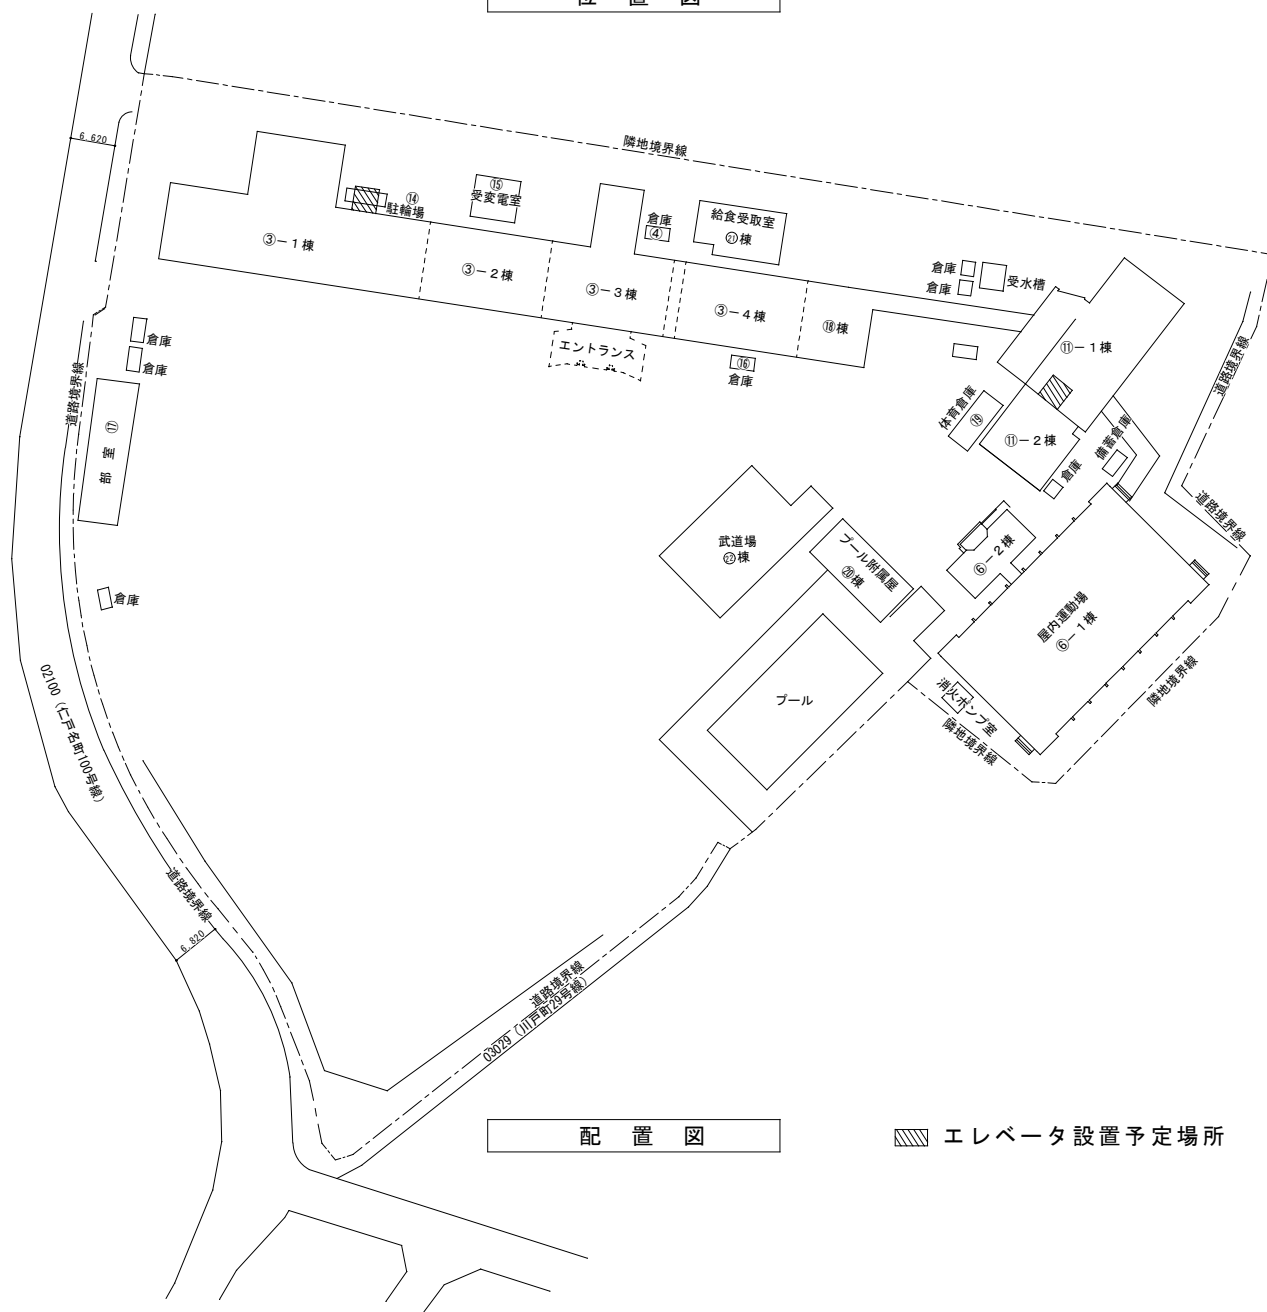 位 置 図
6.620
隣地境界線
⑮
受変電室
⑭
駐輪場
倉庫
④
給食受取室
㉑棟
③－1棟
③－2棟
③－3棟
③－4棟
⑱棟
倉庫
倉庫
受水槽
⑪－1棟
エントランス
⑯
倉庫
倉庫
倉庫
道路境界線
道路境界線
体育倉庫
⑲
⑪－2棟
備蓄倉庫
倉庫
部室 ⑰
道路境界線
武道場
㉒棟
プール附属屋
⑳棟
⑥－2棟
屋内運動場
⑥－1棟
倉庫
隣地境界線
消火ポンプ室
隣地境界線
プール
02100（仁戸名町100号線）
道路境界線
6.820
道路境界線
03029（川戸町29号線）
配 置 図
エレベータ設置予定場所